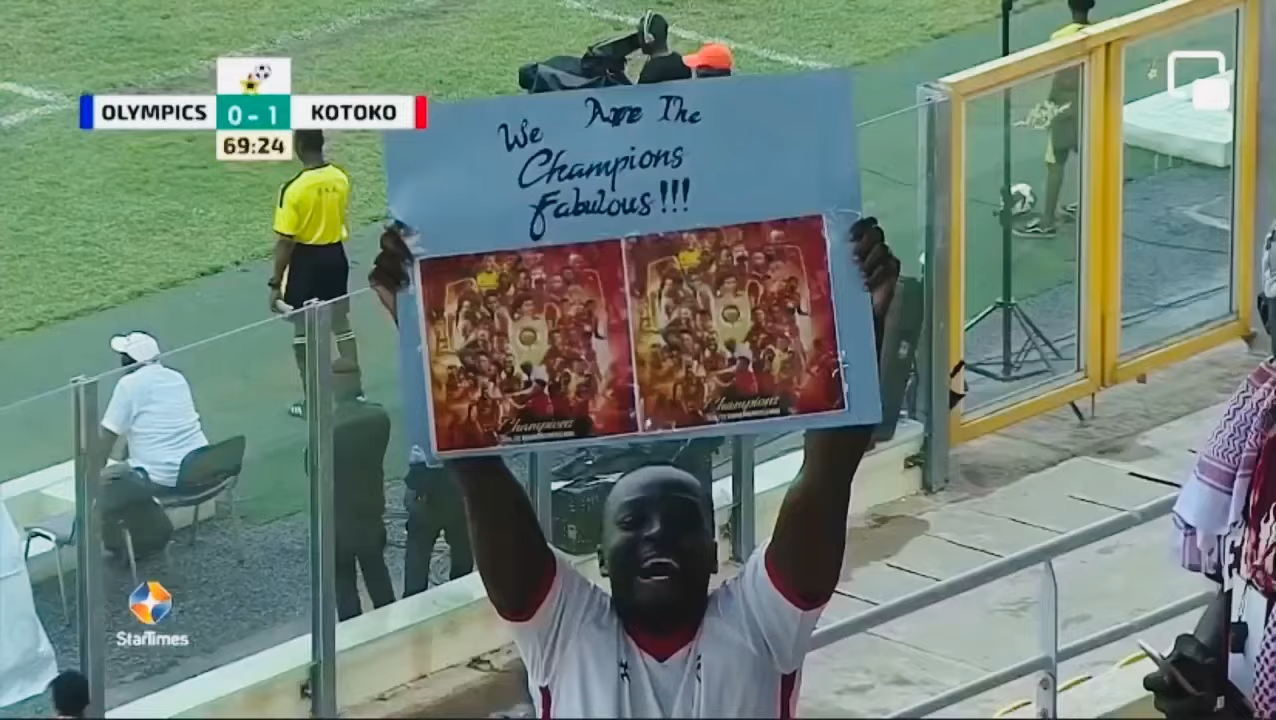 OLYMPICS 0 - 1 KOTOKO
69:24
We Are The
Champions
Fabulous!!!
Champions
Champions
StarTimes